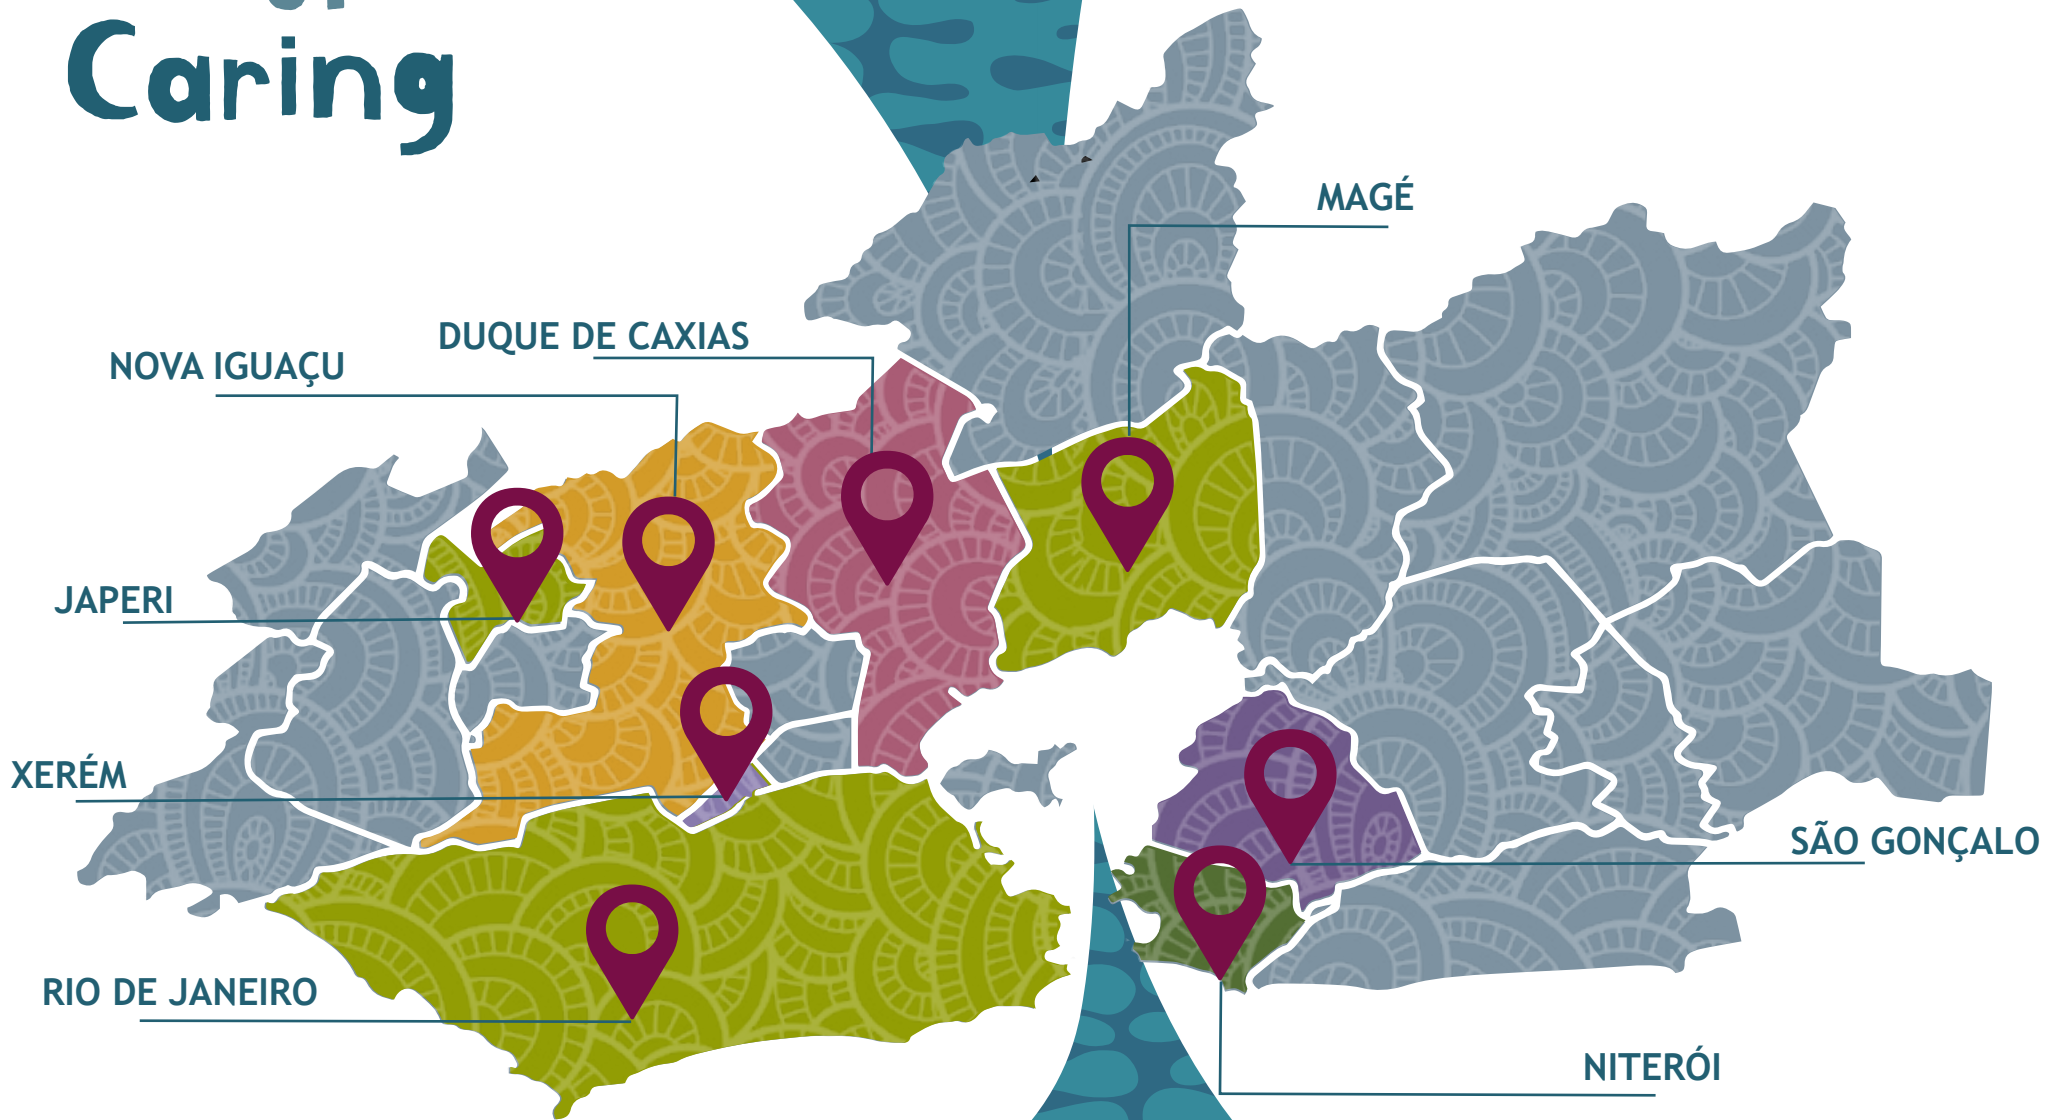 Caring
MAGÉ
DUQUE DE CAXIAS
NOVA IGUAÇU
JAPERI
XERÉM
SÃO GONÇALO
RIO DE JANEIRO
NITERÓI